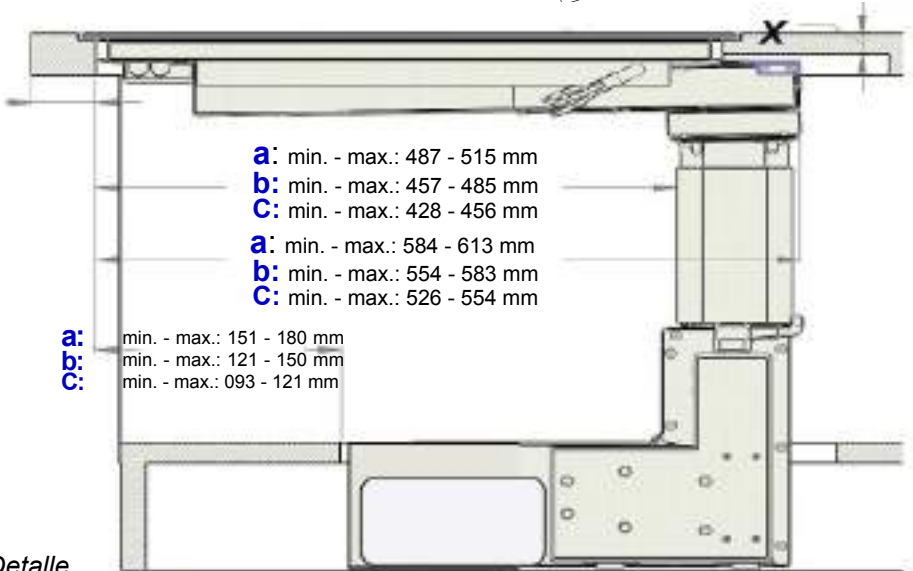 X
a: min. - max.: 487 - 515 mm
b: min. - max.: 457 - 485 mm
C: min. - max.: 428 - 456 mm
a: min. - max.: 584 - 613 mm
b: min. - max.: 554 - 583 mm
C: min. - max.: 526 - 554 mm
a: min. - max.: 151 - 180 mm
b: min. - max.: 121 - 150 mm
C: min. - max.: 093 - 121 mm
Detalle